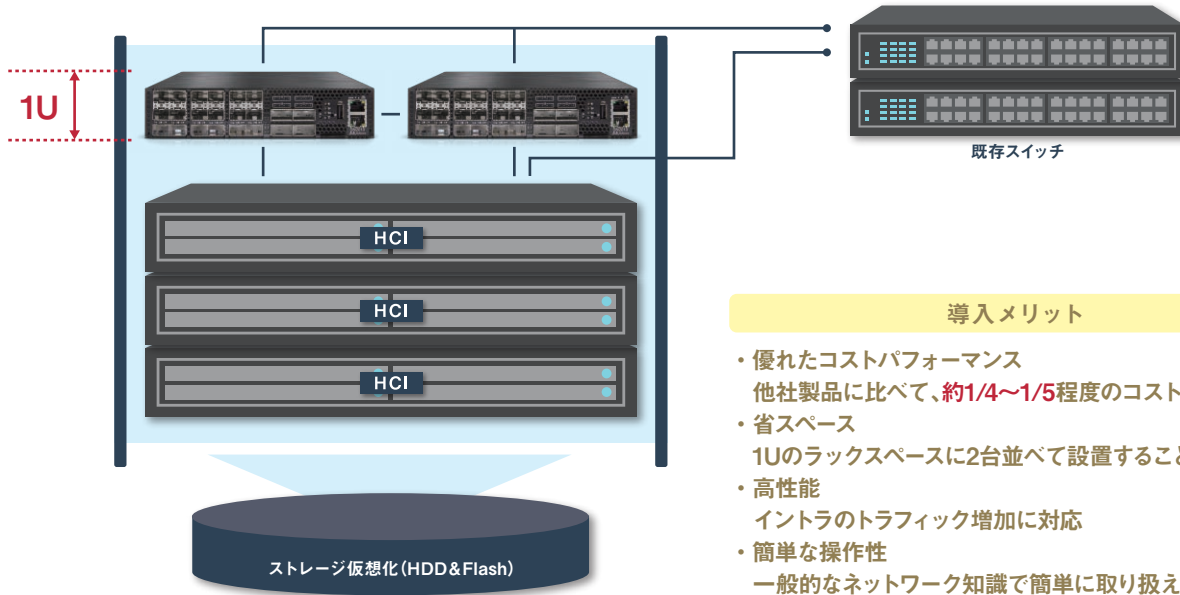 1U
既存スイッチ
HCI
HCI
HCI
ストレージ仮想化（HDD＆Flash）
導入メリット
・優れたコストパフォーマンス
他社製品に比べて、約1/4〜1/5程度のコスト
・省スペース
1Uのラックスペースに2台並べて設置するこ
・高性能
イントラのトラフィック増加に対応
・簡単な操作性
一般的なネットワーク知識で簡単に取り扱え